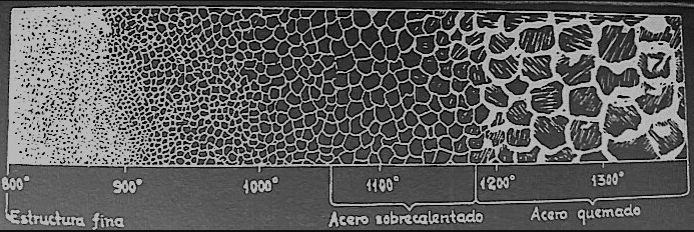 800° 900° 1000° 1100° 1200° 1300°
Estructura fina Acero sobrecalentado Acero quemado